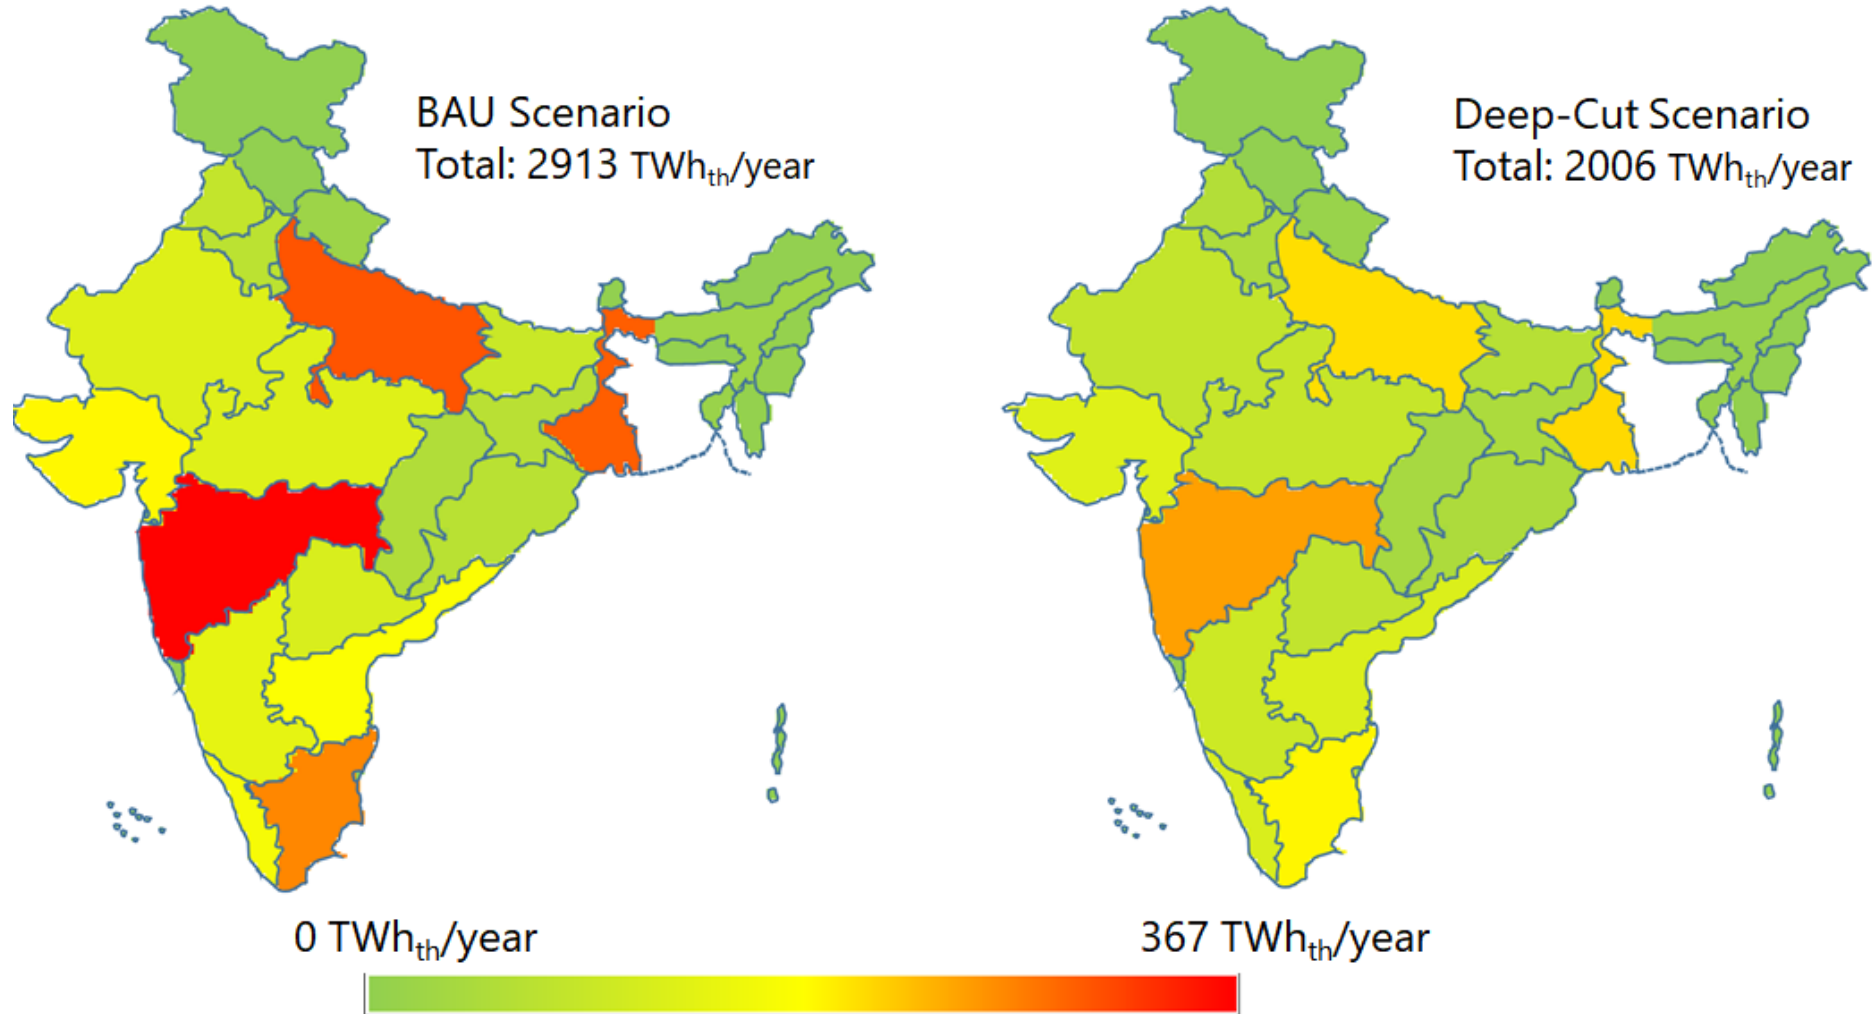 BAU Scenario
Total: 2913 TWhth/year
Deep-Cut Scenario
Total: 2006 TWhth/year
0 TWhth/year
367 TWhth/year